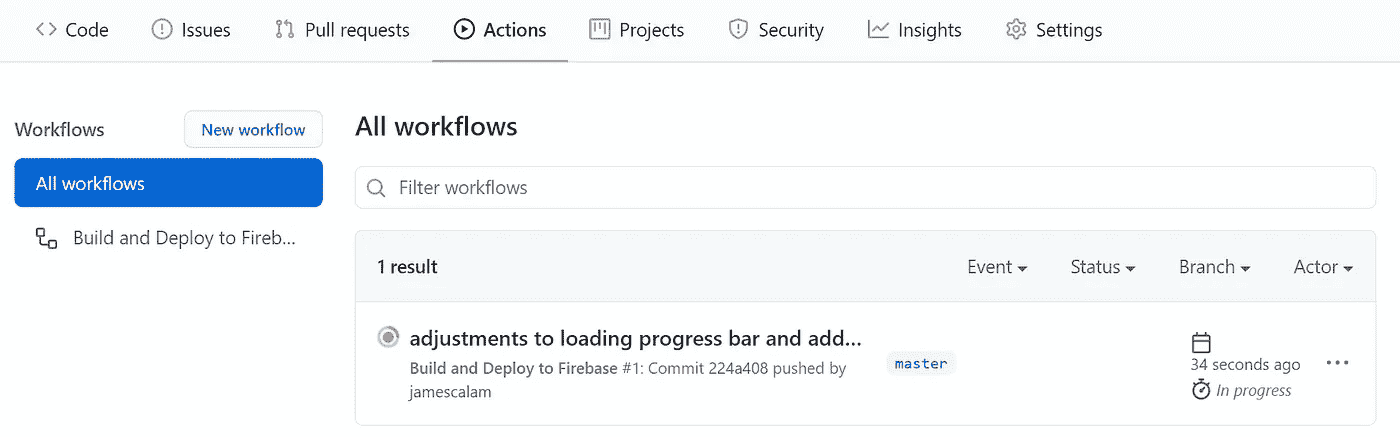 Code Issues Pull requests Actions Projects Security Insights Settings
Workflows
New workflow
All workflows
Build and Deploy to Fireb...
All workflows
Filter workflows
1 result
Event Status Branch Actor
adjustments to loading progress bar and add...
Build and Deploy to Firebase #1: Commit 224a408 pushed by
jamescalam
master
34 seconds ago
In progress